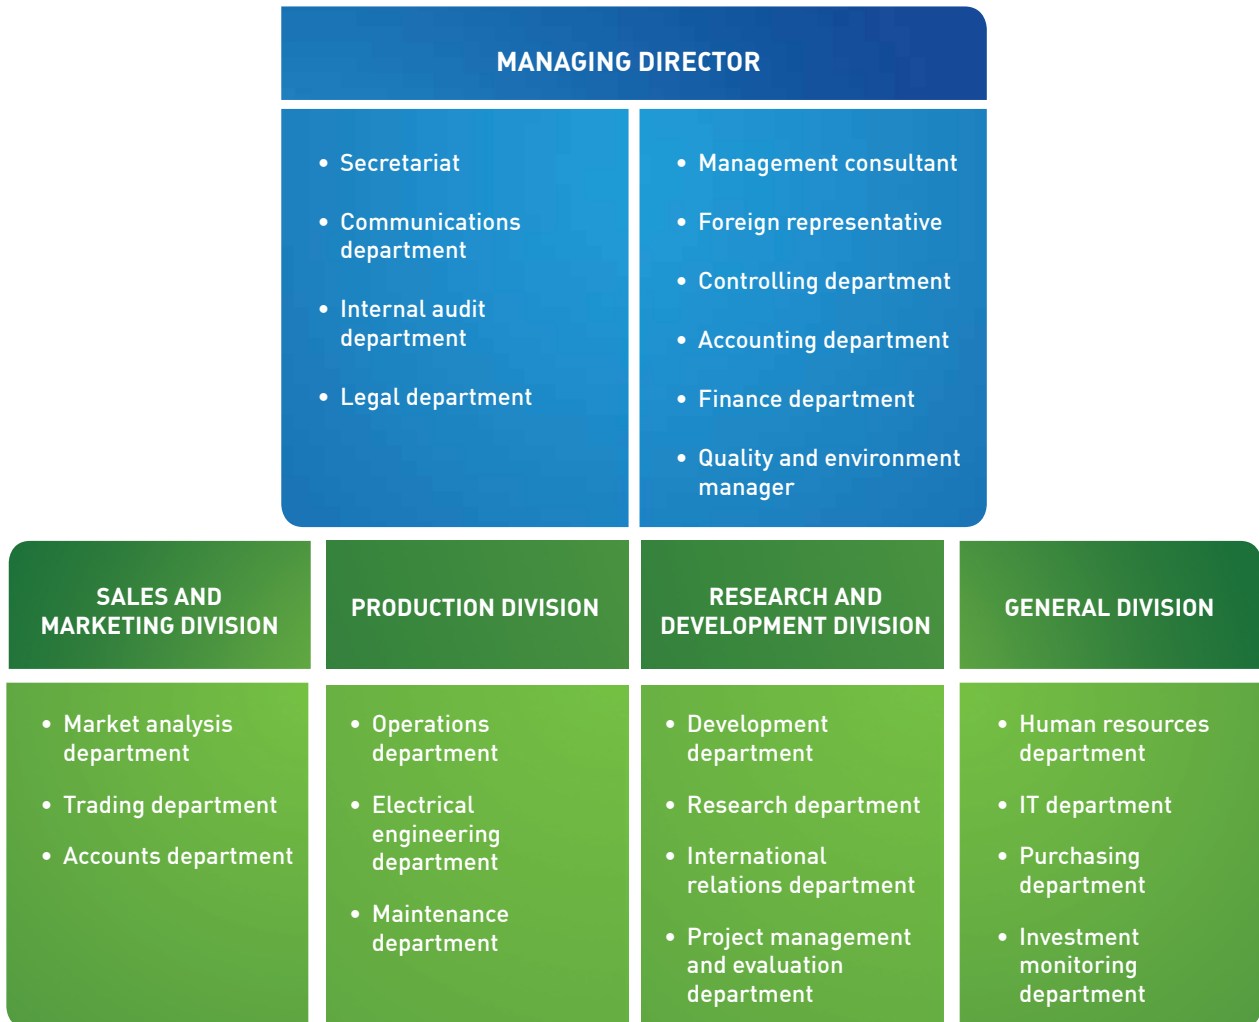 MANAGING DIRECTOR
• Secretariat
• Communications
department
• Internal audit
department
• Legal department
• Management consultant
• Foreign representative
• Controlling department
• Accounting department
• Finance department
• Quality and environment
manager
SALES AND
MARKETING DIVISION
• Market analysis
department
• Trading department
• Accounts department
PRODUCTION DIVISION
• Operations
department
• Electrical
engineering
department
• Maintenance
department
RESEARCH AND
DEVELOPMENT DIVISION
• Development
department
• Research department
• International
relations department
• Project management
and evaluation
department
GENERAL DIVISION
• Human resources
department
• IT department
• Purchasing
department
• Investment
monitoring
department